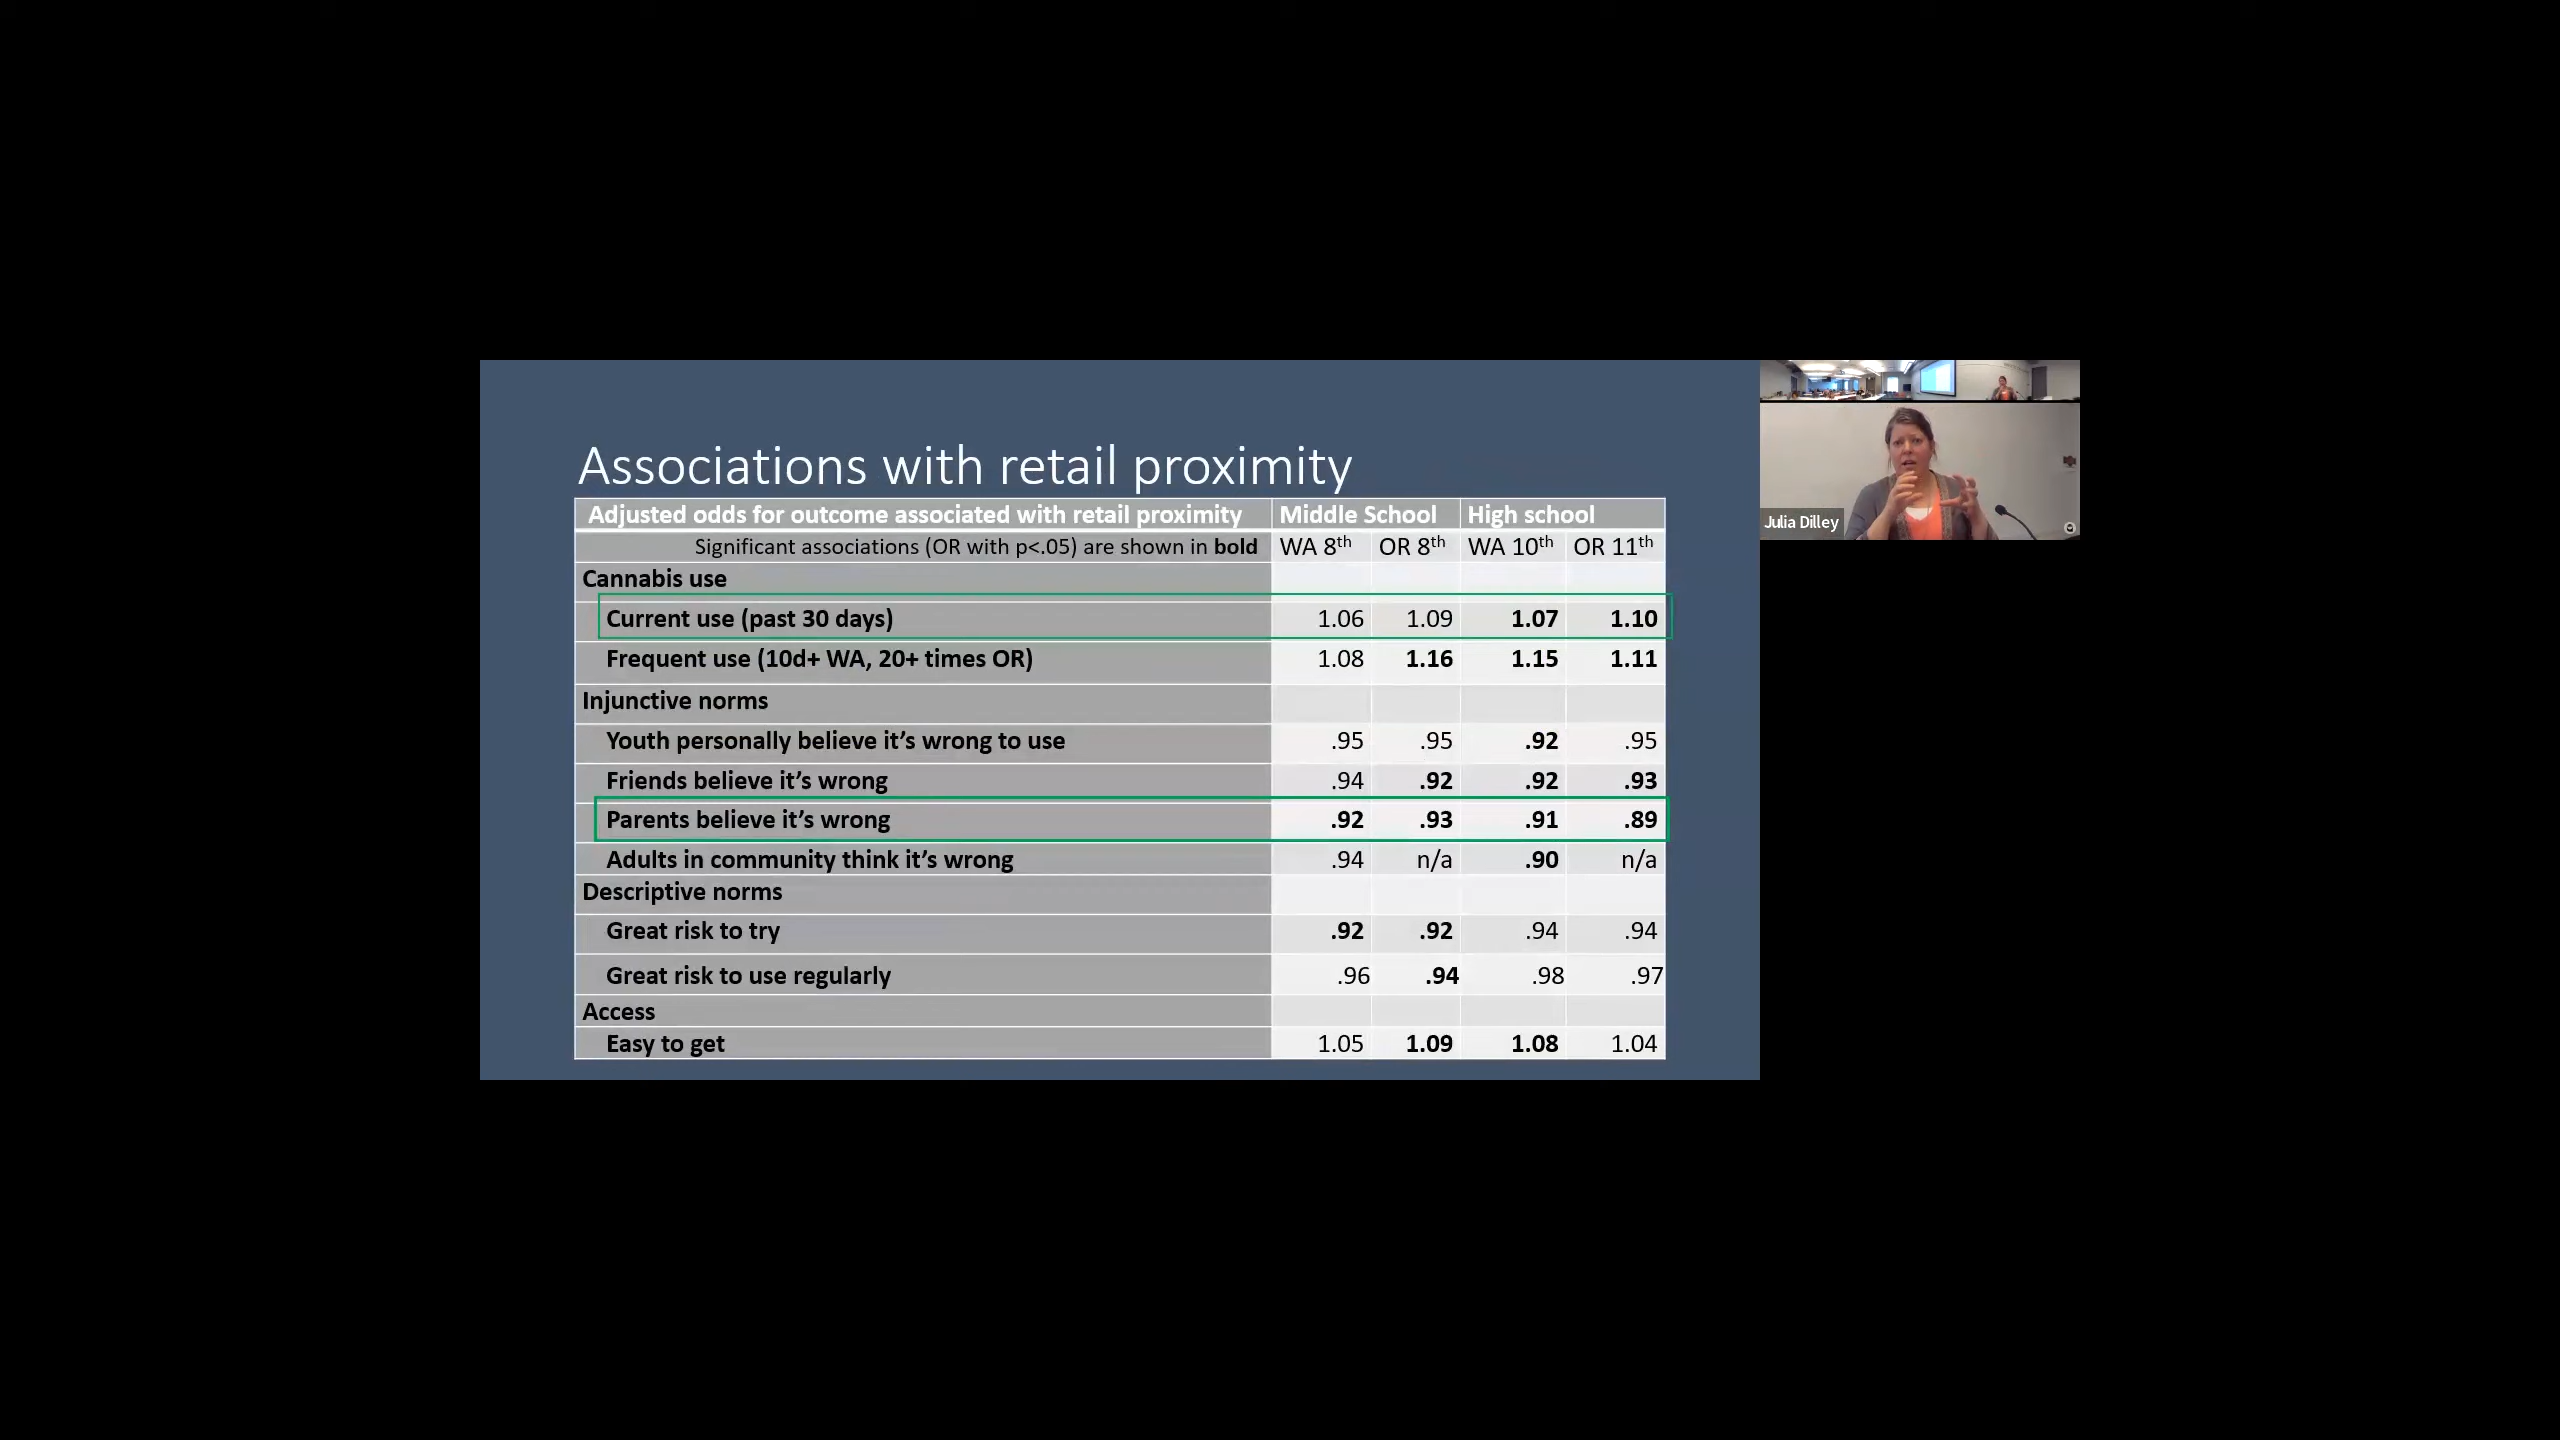 Associations with retail proximity
Adjusted odds for outcome associated with retail proximity Middle School High school
Significant associations (OR with p<.05) are shown in bold WA 8th OR 8th WA 10th OR 11th
Cannabis use
Current use (past 30 days) 1.06 1.09 1.07 1.10
Frequent use (10d+ WA, 20+ times OR) 1.08 1.16 1.15 1.11
Injunctive norms
Youth personally believe it’s wrong to use .95 .95 .92 .95
Friends believe it’s wrong .94 .92 .92 .93
Parents believe it’s wrong .92 .93 .91 .89
Adults in community think it’s wrong .94 n/a .90 n/a
Descriptive norms
Great risk to try .92 .92 .94 .94
Great risk to use regularly .96 .94 .98 .97
Access
Easy to get 1.05 1.09 1.08 1.04
Julia Dilley